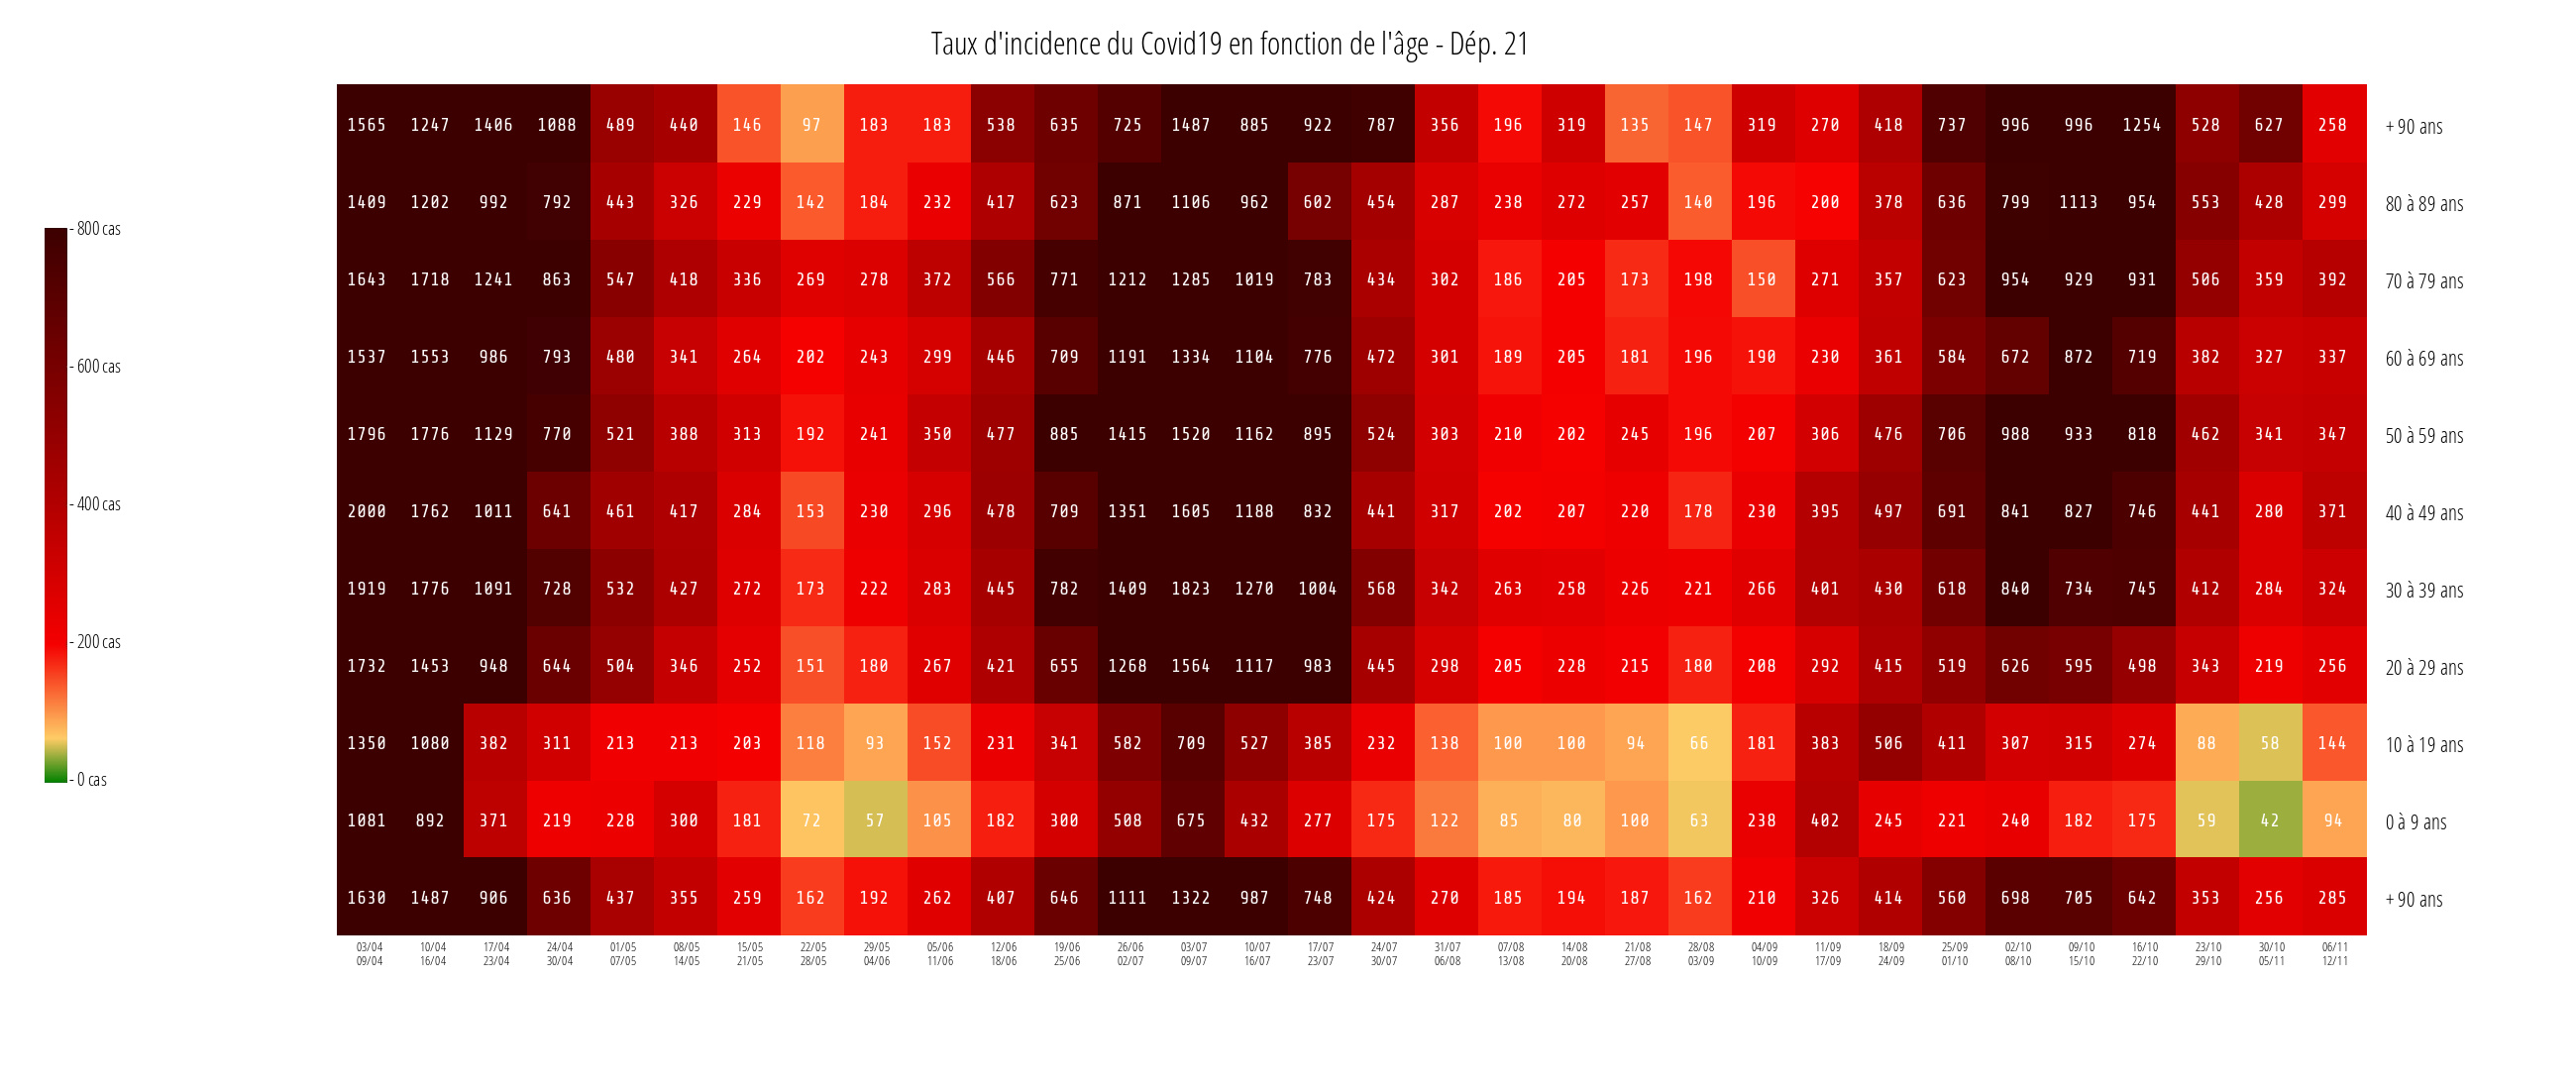 Taux d'incidence du Covid19 en fonction de l'âge - Dép. 21
1565 1247 1406 1088 489 440 146 97 183 183 538 635 725 1487 885 922 787 356 196 319 135 147 319 270 418 737 996 996 1254 528 627 258 + 90 ans
1409 1202 992 792 443 326 229 142 184 232 417 623 871 1106 962 602 454 287 238 272 257 140 196 200 378 636 799 1113 954 553 428 299 80 à 89 ans
- 800 cas
1643 1718 1241 863 547 418 336 269 278 372 566 771 1212 1285 1019 783 434 302 186 205 173 198 150 271 357 623 954 929 931 506 359 392 70 à 79 ans
1537 1553 986 793 480 341 264 202 243 299 446 709 1191 1334 1104 776 472 301 189 205 181 196 190 230 361 584 672 872 719 382 327 337 60 à 69 ans
- 600 cas
1796 1776 1129 770 521 388 313 192 241 350 477 885 1415 1520 1162 895 524 303 210 202 245 196 207 306 476 706 988 933 818 462 341 347 50 à 59 ans
- 400 cas
2000 1762 1011 641 461 417 284 153 230 296 478 709 1351 1605 1188 832 441 317 202 207 220 178 230 395 497 691 841 827 746 441 280 371 40 à 49 ans
1919 1776 1091 728 532 427 272 173 222 283 445 782 1409 1823 1270 1004 568 342 263 258 226 221 266 401 430 618 840 734 745 412 284 324 30 à 39 ans
- 200 cas
1732 1453 948 644 504 346 252 151 180 267 421 655 1268 1564 1117 983 445 298 205 228 215 180 208 292 415 519 626 595 498 343 219 256 20 à 29 ans
1350 1080 382 311 213 213 203 118 93 152 231 341 582 709 527 385 232 138 100 100 94 66 181 383 506 411 307 315 274 88 58 144 10 à 19 ans
- 0 cas
1081 892 371 219 228 300 181 72 57 105 182 300 508 675 432 277 175 122 85 80 100 63 238 402 245 221 240 182 175 59 42 94 0 à 9 ans
1630 1487 906 636 437 355 259 162 192 262 407 646 1111 1322 987 748 424 270 185 194 187 162 210 326 414 560 698 705 642 353 256 285 + 90 ans
03/04 10/04 17/04 24/04 01/05 08/05 15/05 22/05 29/05 05/06 12/06 19/06 26/06 03/07 10/07 17/07 24/07 31/07 07/08 14/08 21/08 28/08 04/09 11/09 18/09 25/09 02/10 09/10 16/10 23/10 30/10 06/11
09/04 16/04 23/04 30/04 07/05 14/05 21/05 28/05 04/06 11/06 18/06 25/06 02/07 09/07 16/07 23/07 30/07 06/08 13/08 20/08 27/08 03/09 10/09 17/09 24/09 01/10 08/10 15/10 22/10 29/10 05/11 12/11